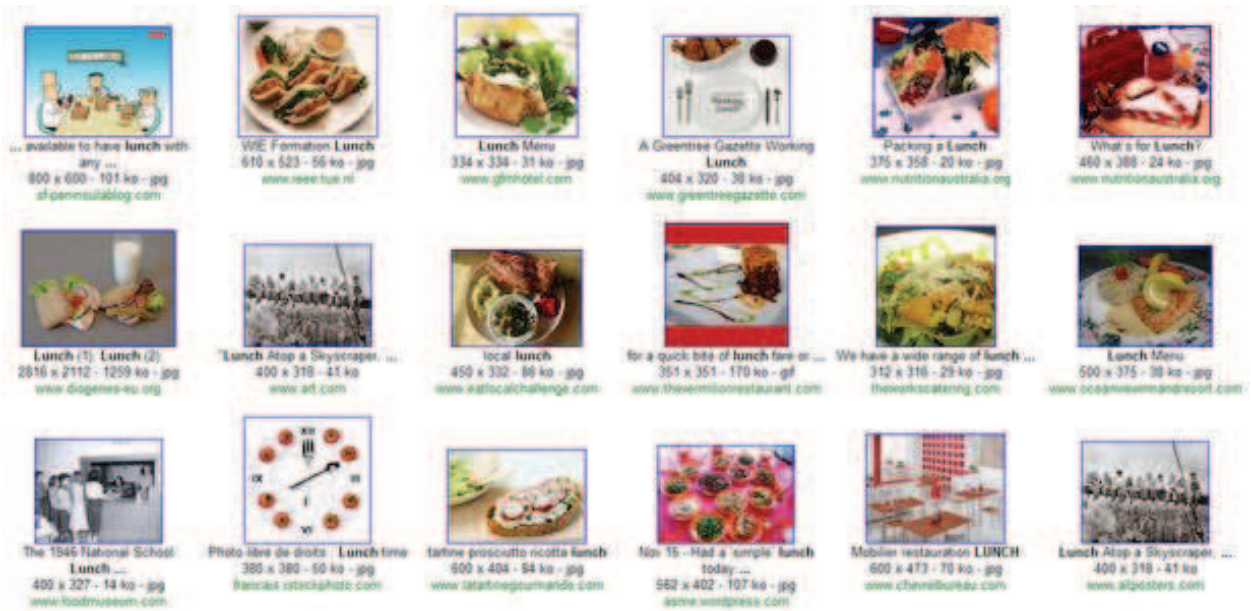 ... available to have lunch with
any ...
800 x 600 - 101 ko - jpg
sf-peninsulablog.com
WIE Formation Lunch
610 x 523 - 56 ko - jpg
www.ieee.tue.nl
Lunch Menu
334 x 334 - 31 ko - jpg
www.gfmhotel.com
A Greentree Gazette Working
Lunch
404 x 320 - 38 ko - jpg
www.greentreegazette.com
Packing a Lunch
375 x 358 - 20 ko - jpg
www.nutritionaustralia.org
What's for Lunch?
460 x 388 - 24 ko - jpg
www.nutritionaustralia.org
Lunch (1). Lunch (2).
2816 x 2112 - 1259 ko - jpg
www.diogenes-eu.org
"Lunch Atop a Skyscraper, ...
400 x 318 - 41 ko
www.art.com
local lunch
450 x 332 - 88 ko - jpg
www.eatlocalchallenge.com
for a quick bite of lunch fare or ...
351 x 351 - 170 ko - gif
www.thevermilionrestaurant.com
We have a wide range of lunch ...
312 x 316 - 29 ko - jpg
theworkscatering.com
Lunch Menu
500 x 375 - 38 ko - jpg
The 1946 National School
Lunch ...
400 x 327 - 14 ko - jpg
www.foodmuseum.com
XII
IX
III
VI
Photo libre de droits : Lunch time
380 x 380 - 50 ko - jpg
francais.istockphoto.com
tartine prosciutto ricotta lunch
600 x 404 - 54 ko - jpg
www.latartinegourmande.com
Nov 15 - Had a simple lunch
today ...
562 x 402 - 107 ko - jpg
asme.wordpress.com
Mobilier restauration LUNCH
600 x 473 - 70 ko - jpg
www.chevrelbureau.com
Lunch Atop a Skyscraper, ...
400 x 318 - 41 ko
www.allposters.com